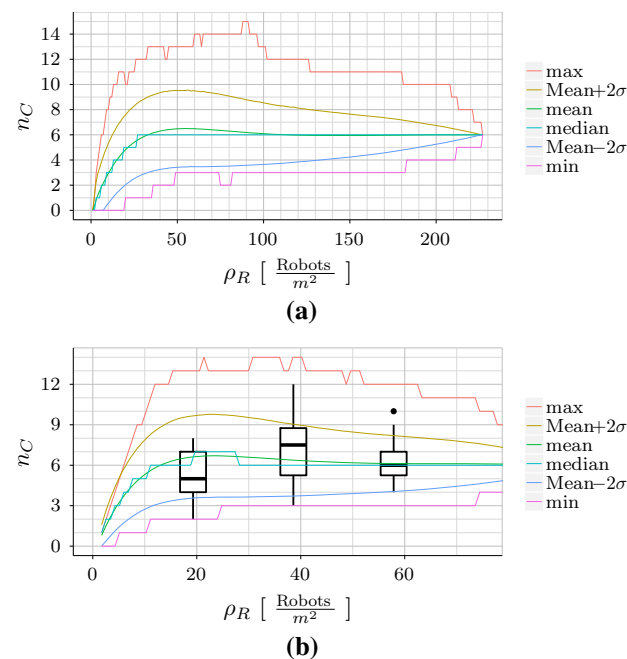 14
12
10
8
6
4
2
0
n_C
0 50 100 150 200
ρ_R [ Robots/m² ]
max
Mean+2σ
mean
median
Mean−2σ
min
(a)
12
9
6
3
0
n_C
0 20 40 60
ρ_R [ Robots/m² ]
max
Mean+2σ
mean
median
Mean−2σ
min
(b)